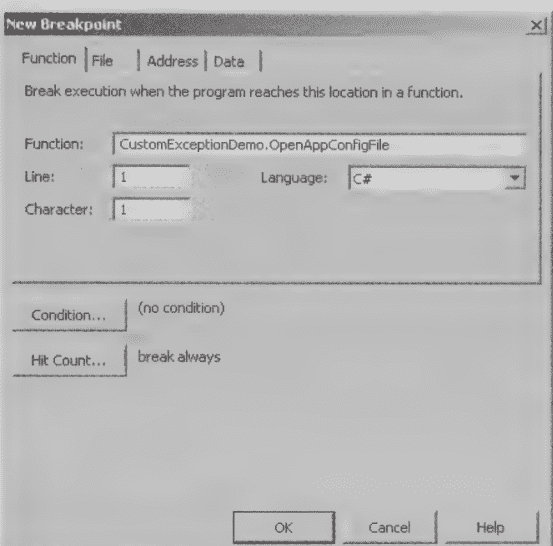 New Breakpoint
Function File Address Data
Break execution when the program reaches this location in a function.
Function: CustomExceptionDemo.OpenAppConfigFile
Line: 1 Language: C#
Character: 1
Condition... (no condition)
Hit Count... break always
OK Cancel Help